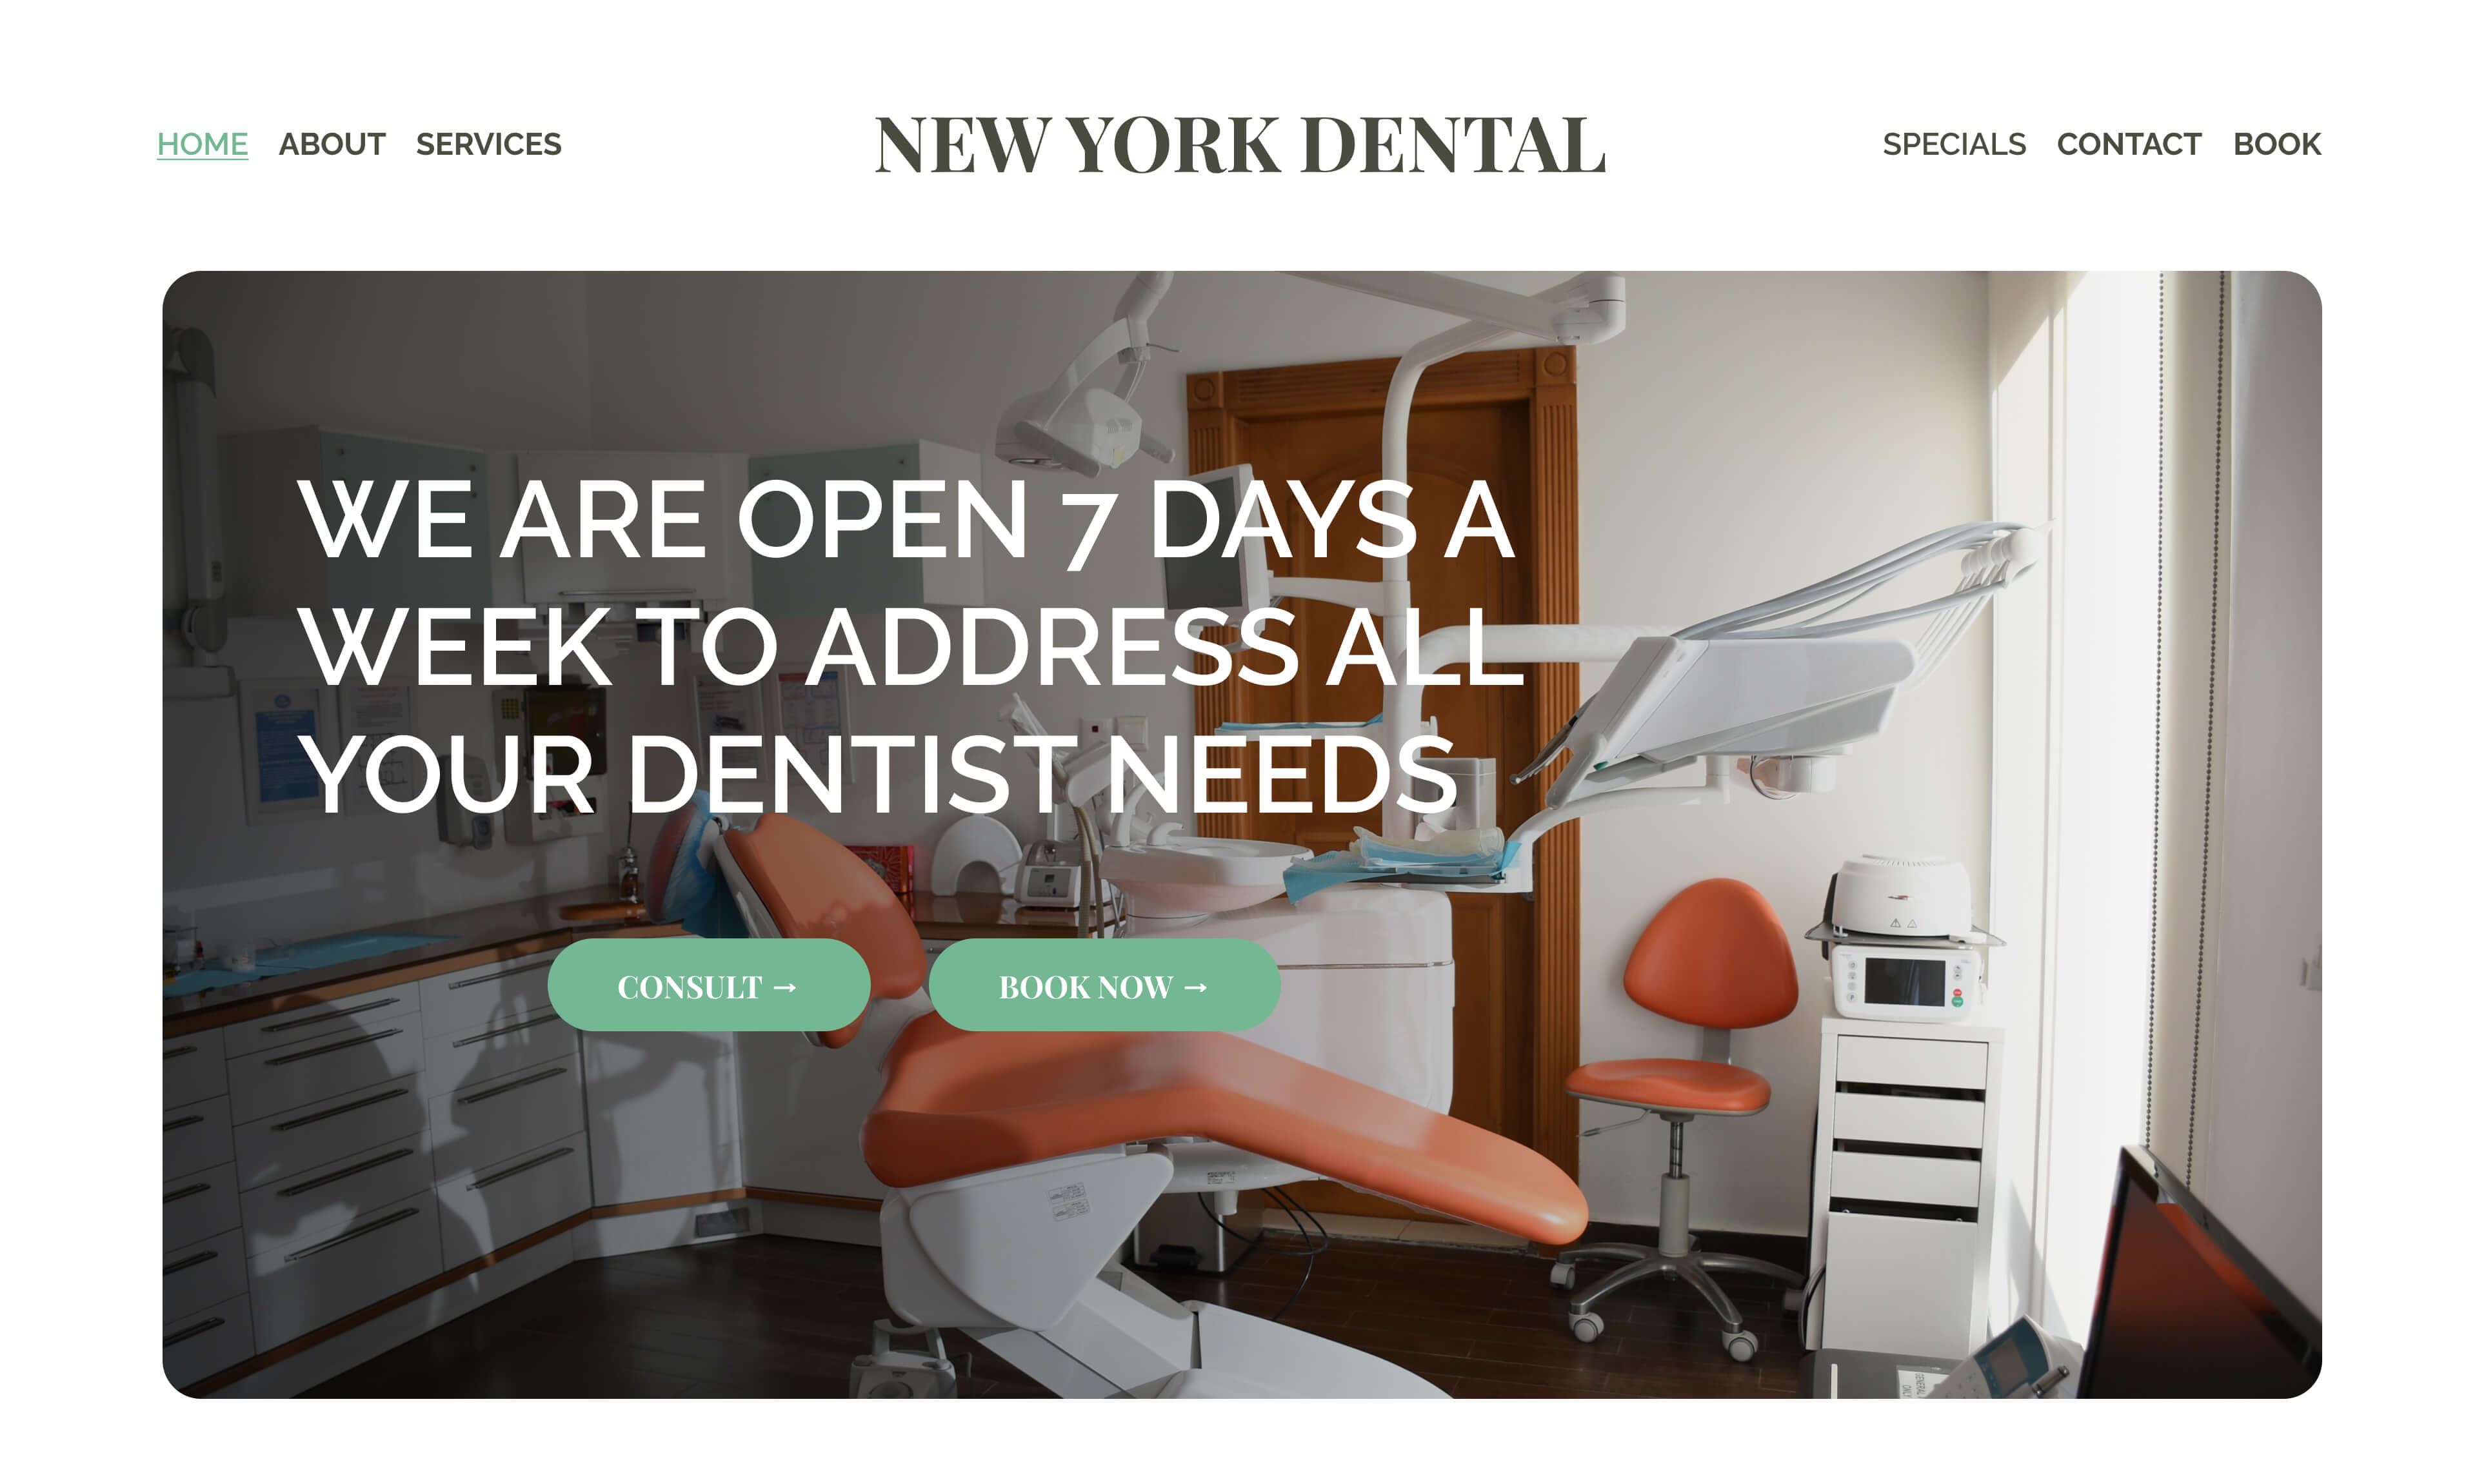 HOME ABOUT SERVICES
NEW YORK DENTAL
SPECIALS CONTACT BOOK
WE ARE OPEN 7 DAYS A
WEEK TO ADDRESS ALL
YOUR DENTIST NEEDS
CONSULT →
BOOK NOW →